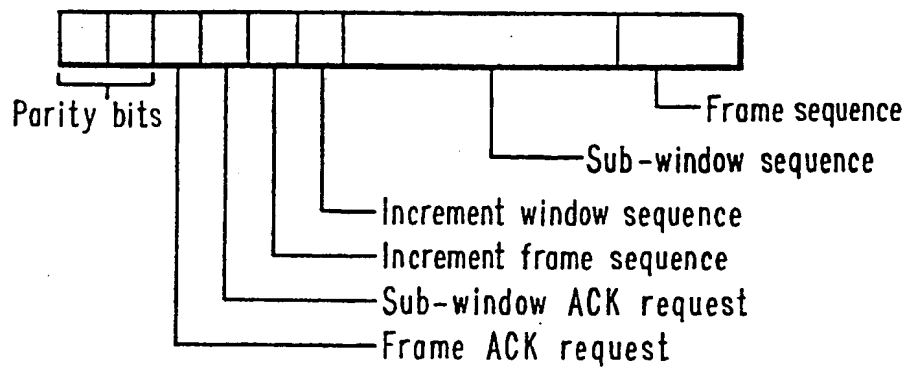 Parity bits
Frame sequence
Sub-window sequence
Increment window sequence
Increment frame sequence
Sub-window ACK request
Frame ACK request